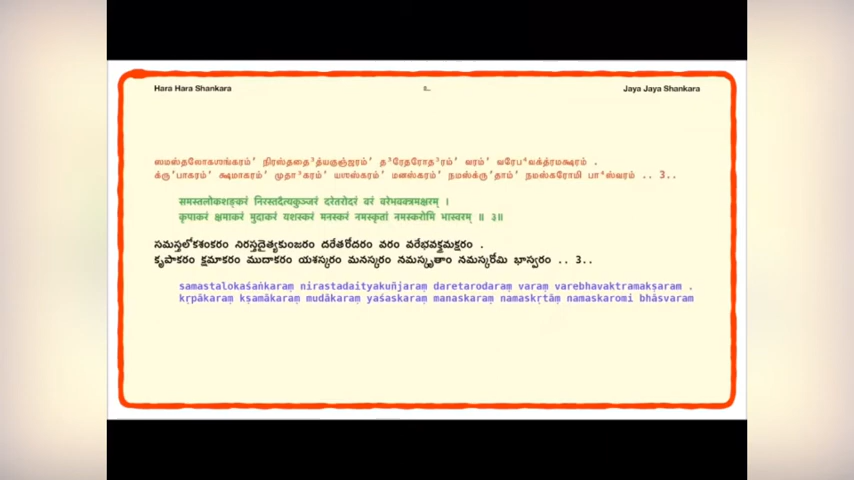 Hara Hara Shankara
Jaya Jaya Shankara
ஸமஸ்தலோகஶங்கரம்ʼ நிரஸ்ததை³த்யகுஞ்ஜரம்ʼ த³ரேதரோத³ரம்ʼ வரம்ʼ வரேப⁴வக்த்ரமக்ஷரம் .
க்ருʼபாகரம்ʼ க்ஷமாகரம்ʼ முதா³கரம்ʼ யஶஸ்கரம்ʼ மனஸ்கரம்ʼ நமஸ்க்ருʼதாம்ʼ நமஸ்கரோமி பா⁴ஸ்வரம் .. 3..
समस्तलोकशङ्करं निरस्तदैत्यकुञ्जरं दरेतरोदरं वरं वरेभवक्त्रमक्षरम् ।
कृपाकरं क्षमाकरं मुदाकरं यशस्करं मनस्करं नमस्कृतां नमस्करोमि भास्वरम् ॥ ३॥
సమస్తలోకశంకరం నిరస్తదైత్యకుంజరం దరేతరోదరం వరం వరేభవక్త్రమక్షరం .
కృపాకరం క్షమాకరం ముదాకరం యశస్కరం మనస్కరం నమస్కృతాం నమస్కరోమి భాస్వరం .. 3..
samastalokaśaṅkaraṃ nirastadaityakuñjaraṃ daretarodaraṃ varaṃ varebhavaktramakṣaram .
kṛpākaraṃ kṣamākaraṃ mudākaraṃ yaśaskaraṃ manaskaraṃ namaskṛtāṃ namaskaromi bhāsvaram